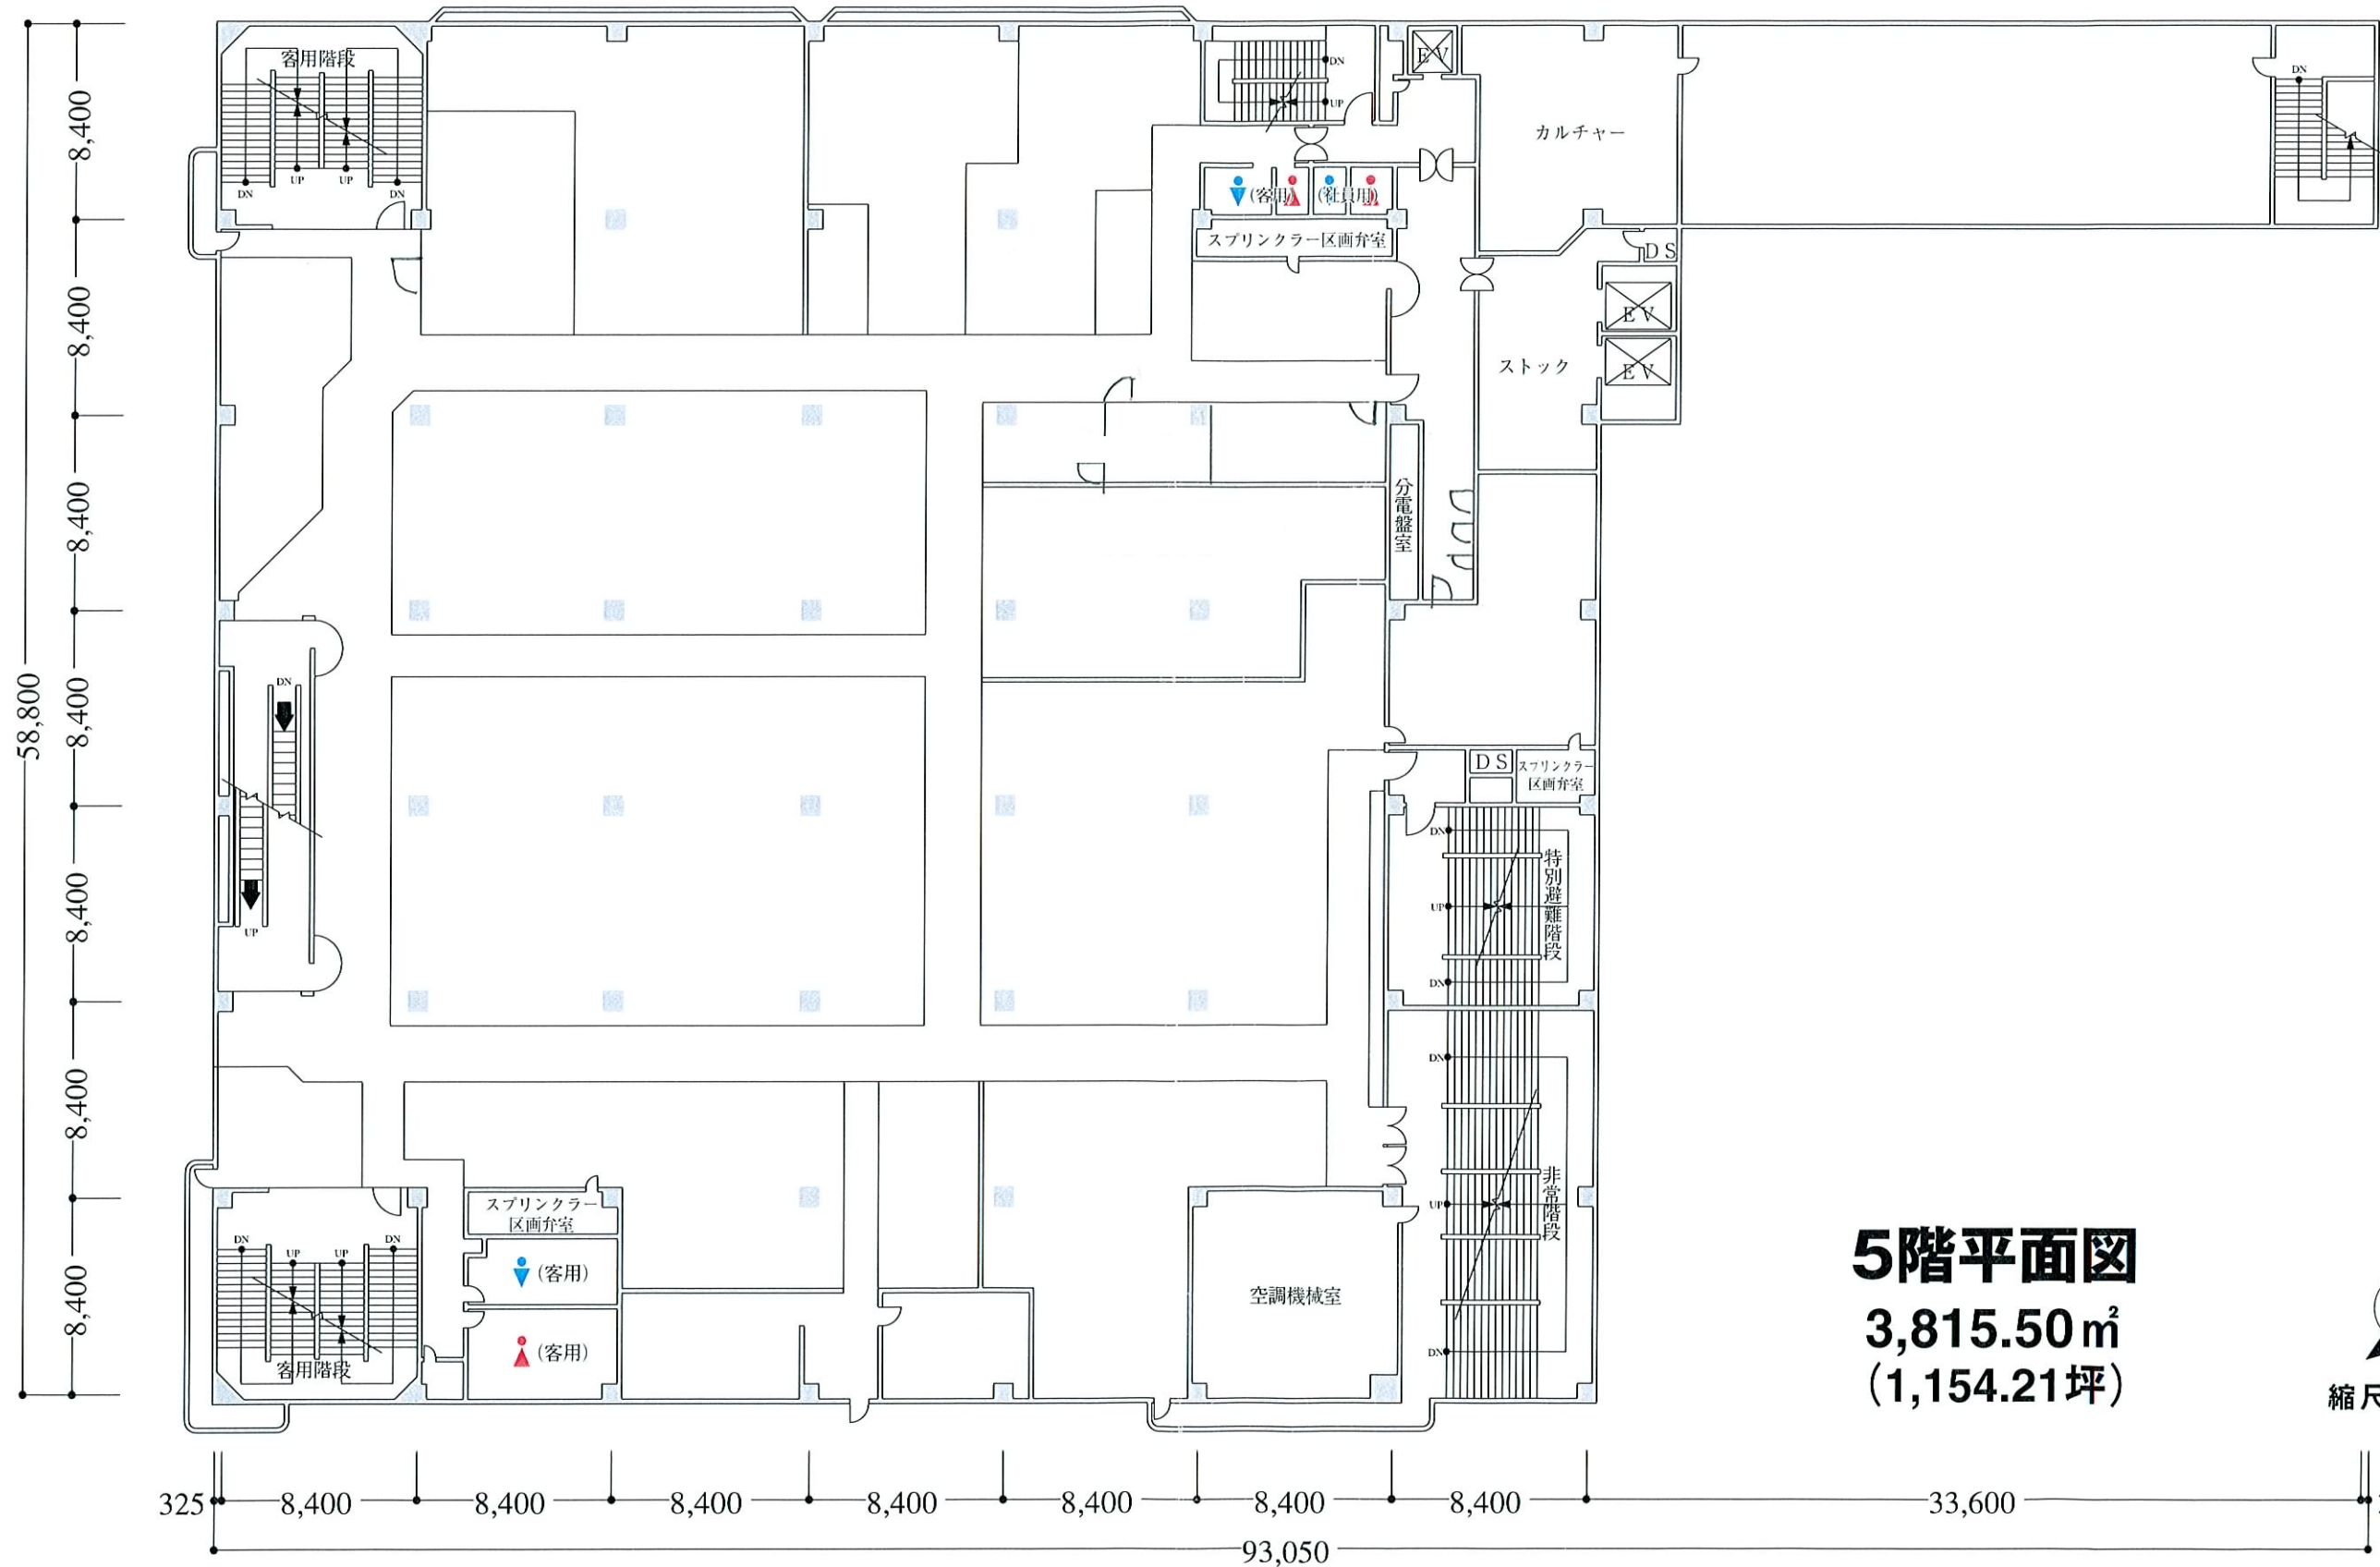 客用階段
DN
UP
UP
DN
DN
UP
EV
カルチャー
DN
(客用)
(社員用)
スプリンクラー区画弁室
DS
EV
EV
ストック
分電盤室
DN
UP
DS
スプリンクラー
区画弁室
DN
UP
DN
特別避難階段
DN
UP
DN
非常階段
スプリンクラー
区画弁室
(客用)
(客用)
空調機械室
DN
UP
UP
DN
客用階段
58,800
8,400
8,400
8,400
8,400
8,400
8,400
8,400
325
8,400
8,400
8,400
8,400
8,400
8,400
8,400
33,600
93,050
5階平面図
3,815.50㎡
(1,154.21坪)
縮尺